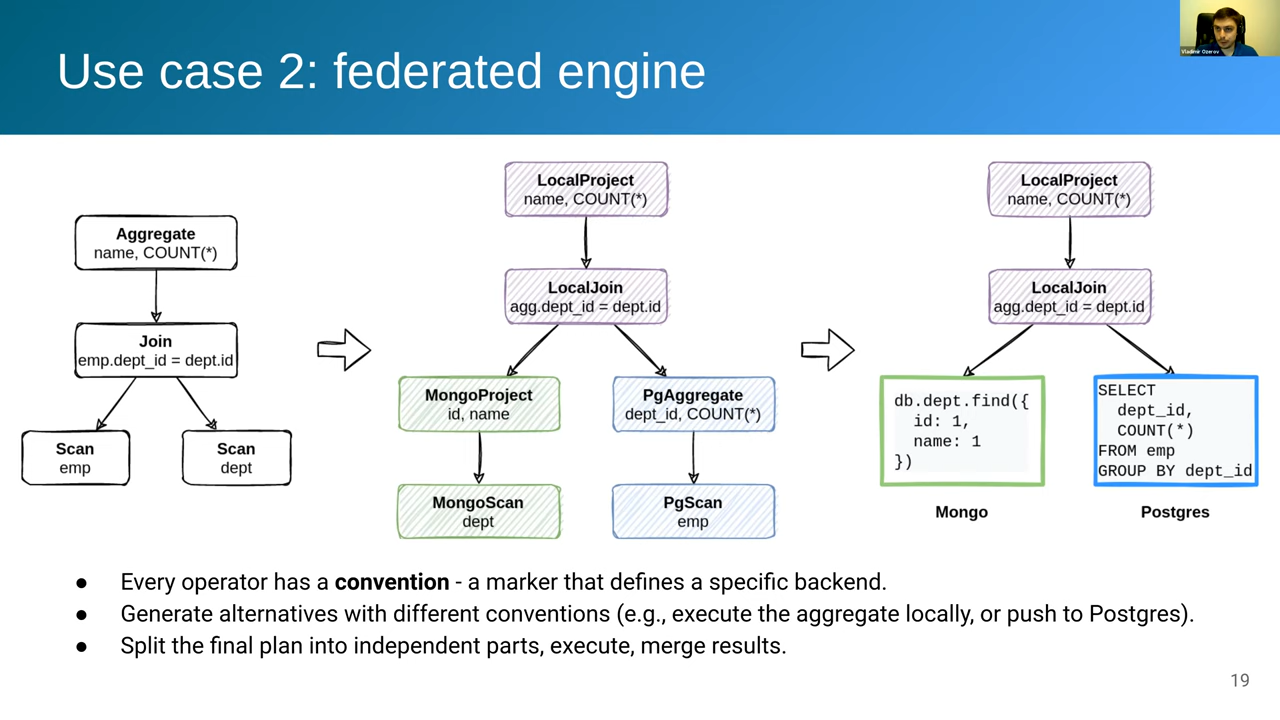 Use case 2: federated engine
Vladimir Ozerov
Aggregate
name, COUNT(*)
Join
emp.dept_id = dept.id
Scan
emp
Scan
dept
LocalProject
name, COUNT(*)
LocalJoin
agg.dept_id = dept.id
MongoProject
id, name
PgAggregate
dept_id, COUNT(*)
MongoScan
dept
PgScan
emp
LocalProject
name, COUNT(*)
LocalJoin
agg.dept_id = dept.id
db.dept.find({
id: 1,
name: 1
})
Mongo
SELECT
dept_id,
COUNT(*)
FROM emp
GROUP BY dept_id
Postgres
● Every operator has a convention - a marker that defines a specific backend.
● Generate alternatives with different conventions (e.g., execute the aggregate locally, or push to Postgres).
● Split the final plan into independent parts, execute, merge results.
19